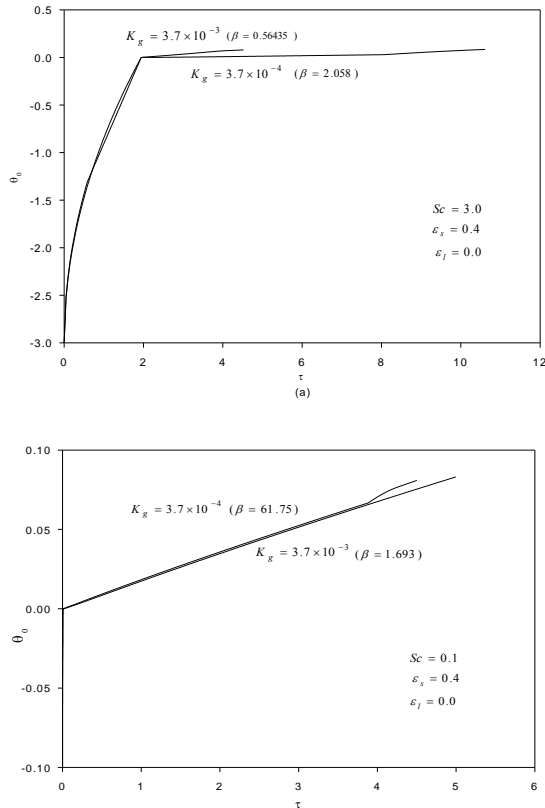 0.5
K_g = 3.7×10⁻³ (β = 0.56435)
0.0
K_g = 3.7×10⁻⁴ (β = 2.058)
-0.5
-1.0
θ₀
-1.5
Sc = 3.0
ε_s = 0.4
-2.0
ε_l = 0.0
-2.5
-3.0
0 2 4 6 8 10 12
τ
(a)
0.10
K_g = 3.7×10⁻⁴ (β = 61.75)
0.05
K_g = 3.7×10⁻³ (β = 1.693)
0.00
θ₀
Sc = 0.1
ε_s = 0.4
-0.05
ε_l = 0.0
-0.10
0 1 2 3 4 5 6
τ